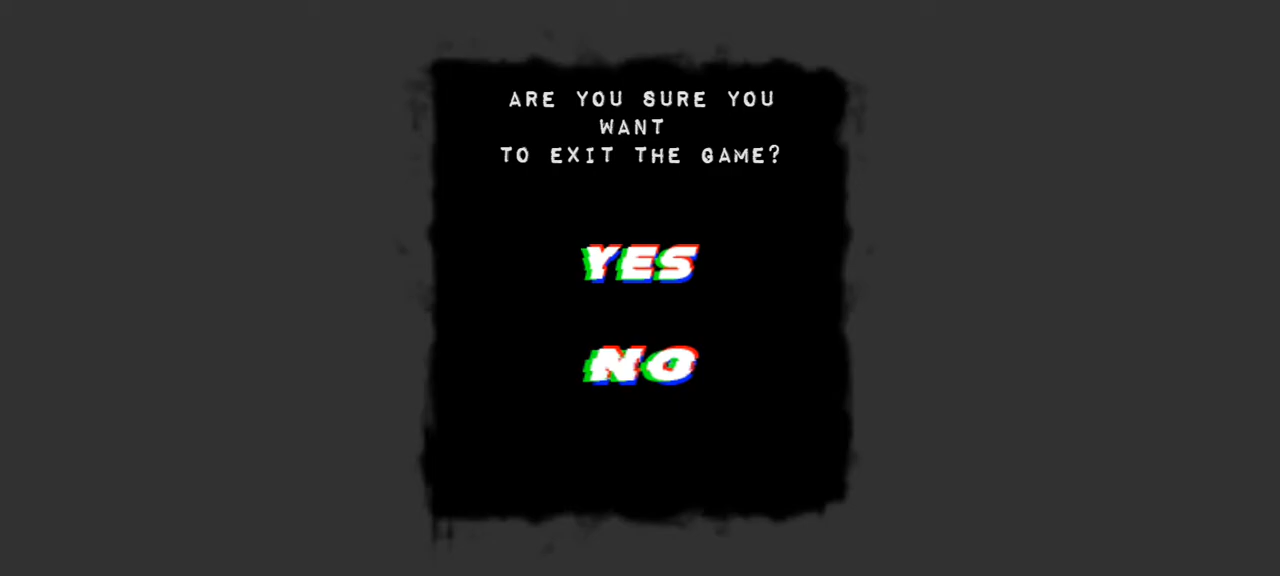 ARE YOU SURE YOU
WANT
TO EXIT THE GAME?
YES
NO